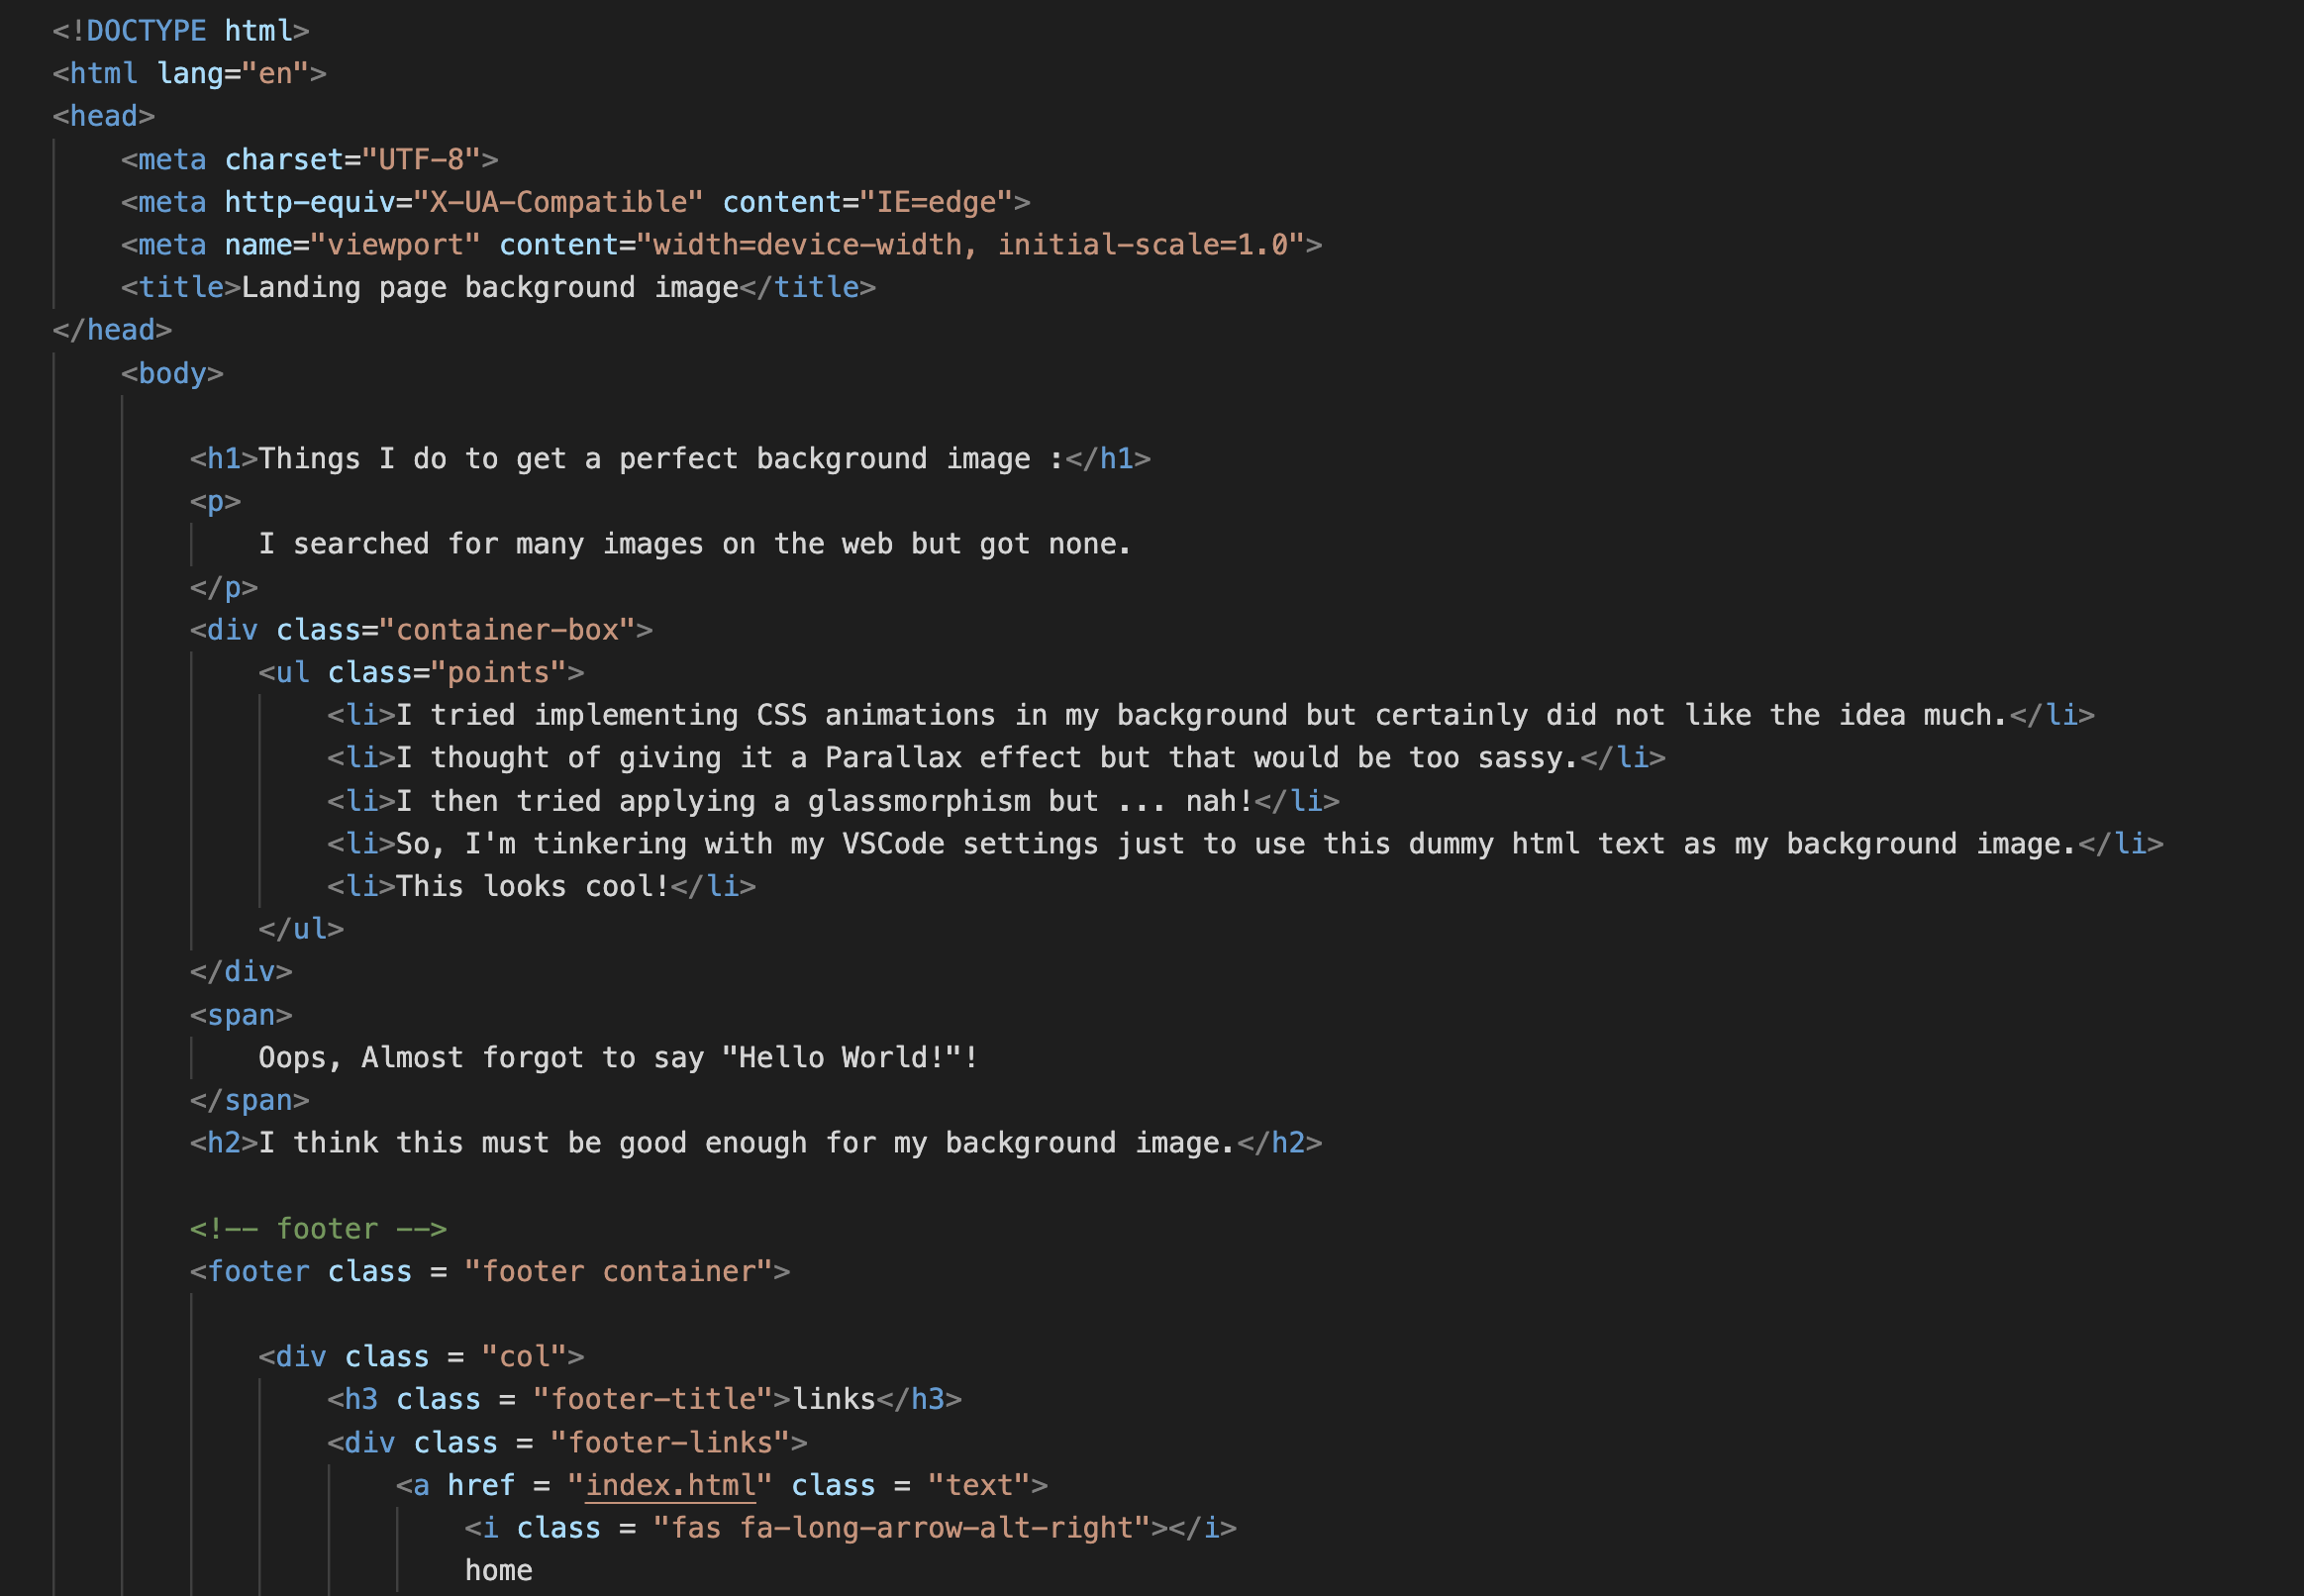 <!DOCTYPE html>
<html lang="en">
<head>
    <meta charset="UTF-8">
    <meta http-equiv="X-UA-Compatible" content="IE=edge">
    <meta name="viewport" content="width=device-width, initial-scale=1.0">
    <title>Landing page background image</title>
</head>
    <body>

        <h1>Things I do to get a perfect background image :</h1>
        <p>
            I searched for many images on the web but got none.
        </p>
        <div class="container-box">
            <ul class="points">
                <li>I tried implementing CSS animations in my background but certainly did not like the idea much.</li>
                <li>I thought of giving it a Parallax effect but that would be too sassy.</li>
                <li>I then tried applying a glassmorphism but ... nah!</li>
                <li>So, I'm tinkering with my VSCode settings just to use this dummy html text as my background image.</li>
                <li>This looks cool!</li>
            </ul>
        </div>
        <span>
            Oops, Almost forgot to say "Hello World!"!
        </span>
        <h2>I think this must be good enough for my background image.</h2>

        <!-- footer -->
        <footer class = "footer container">

            <div class = "col">
                <h3 class = "footer-title">links</h3>
                <div class = "footer-links">
                    <a href = "index.html" class = "text">
                        <i class = "fas fa-long-arrow-alt-right"></i>
                        home